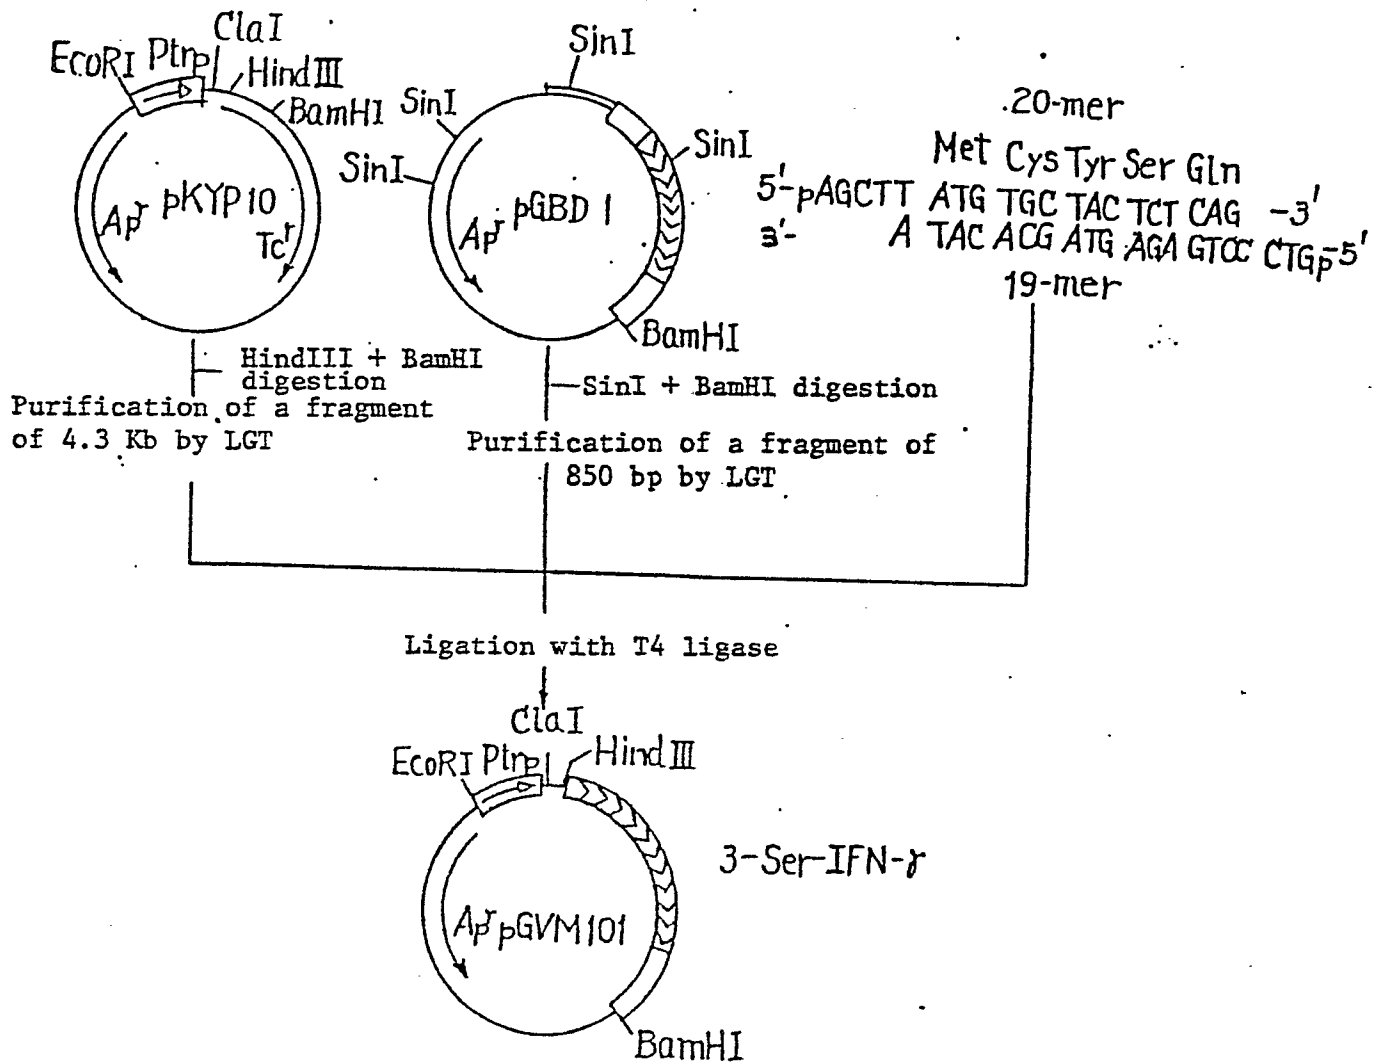 EcoRI Ptrp ClaI
HindIII
BamHI
Apr pKYP10
Tcr
SinI
SinI
SinI
SinI
Apr pGBD1
BamHI
20-mer
Met Cys Tyr Ser Gln
5'-pAGCTT ATG TGC TAC TCT CAG -3'
3'- A TAC ACG ATG AGA GTCC CTGp-5'
19-mer
HindIII + BamHI
digestion
Purification of a fragment
of 4.3 Kb by LGT
SinI + BamHI digestion
Purification of a fragment of
850 bp by LGT
Ligation with T4 ligase
ClaI
EcoRI Ptrp HindIII
Apr pGVM101
3-Ser-IFN-γ
BamHI